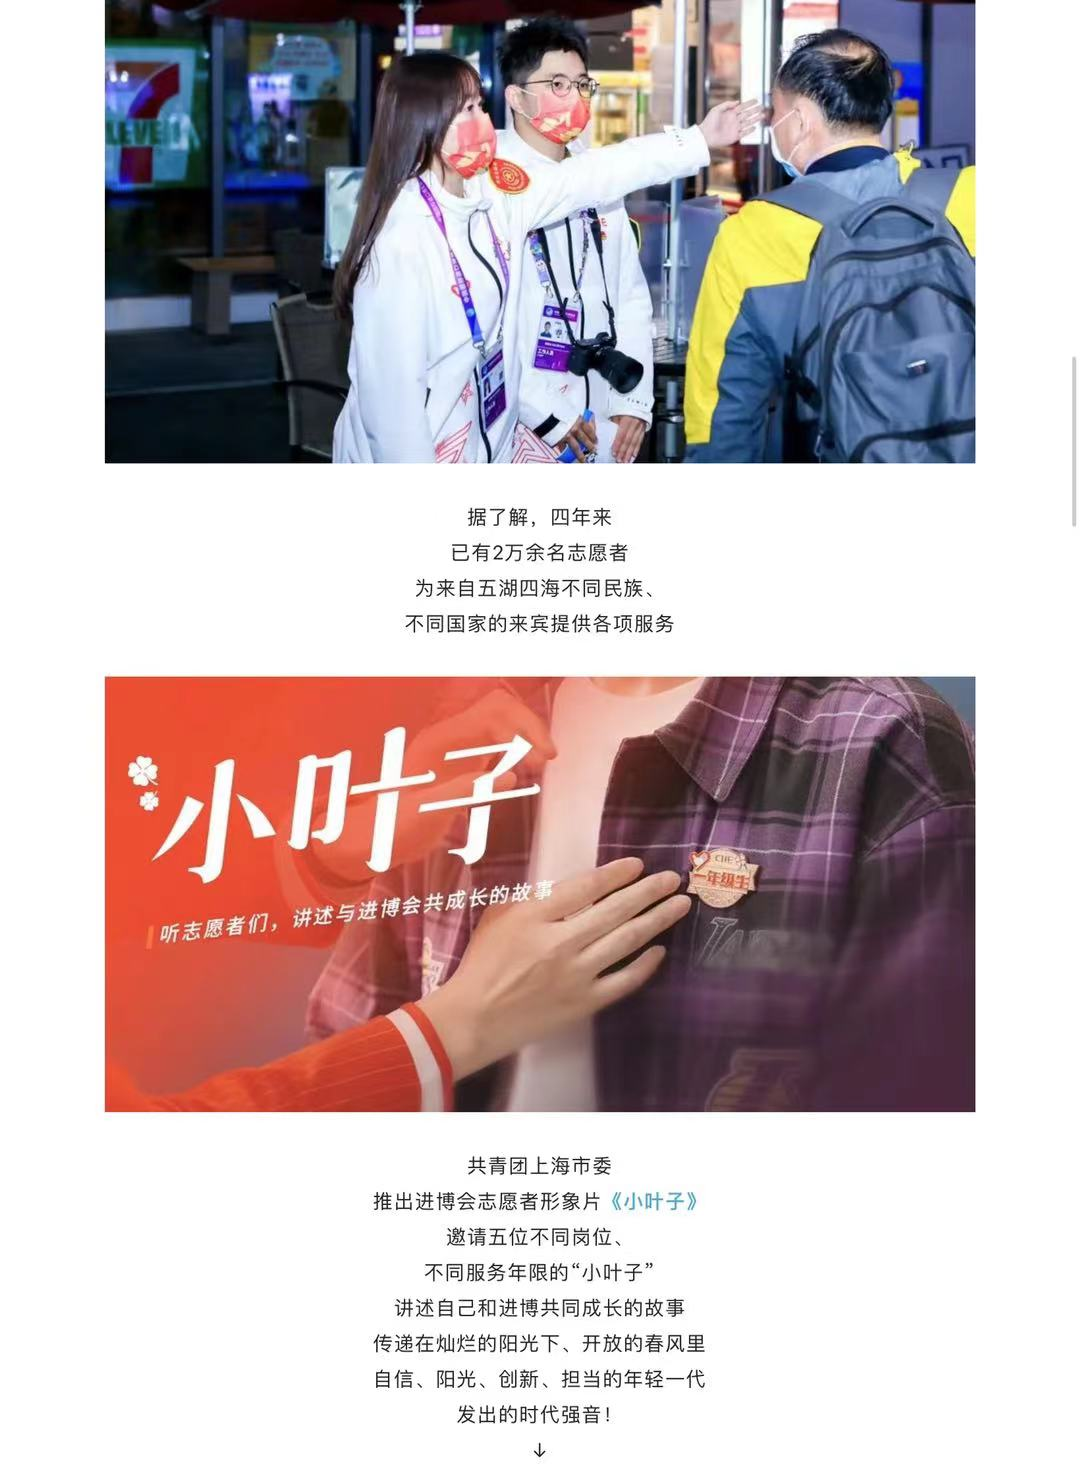 据了解，四年来
已有2万余名志愿者
为来自五湖四海不同民族、
不同国家的来宾提供各项服务
小叶子
听志愿者们，讲述与进博会共成长的故事
CIIE
一年级生
共青团上海市委
推出进博会志愿者形象片《小叶子》
邀请五位不同岗位、
不同服务年限的“小叶子”
讲述自己和进博共同成长的故事
传递在灿烂的阳光下、开放的春风里
自信、阳光、创新、担当的年轻一代
发出的时代强音！
↓